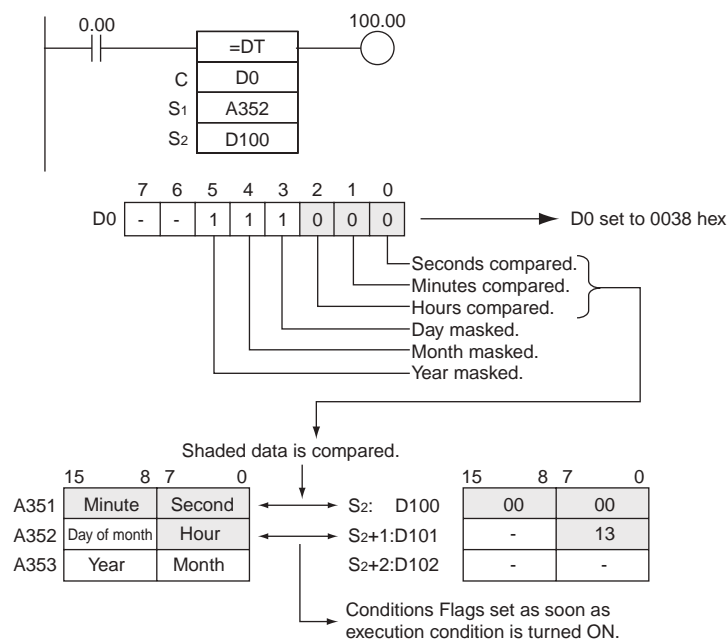 0.00 100.00
=DT
C D0
S1 A352
S2 D100
7 6 5 4 3 2 1 0
D0 - - 1 1 1 0 0 0 D0 set to 0038 hex
Seconds compared.
Minutes compared.
Hours compared.
Day masked.
Month masked.
Year masked.
Shaded data is compared.
15 8 7 0 15 8 7 0
A351 Minute Second S2: D100 00 00
A352 Day of month Hour S2+1:D101 - 13
A353 Year Month S2+2:D102 - -
Conditions Flags set as soon as
execution condition is turned ON.